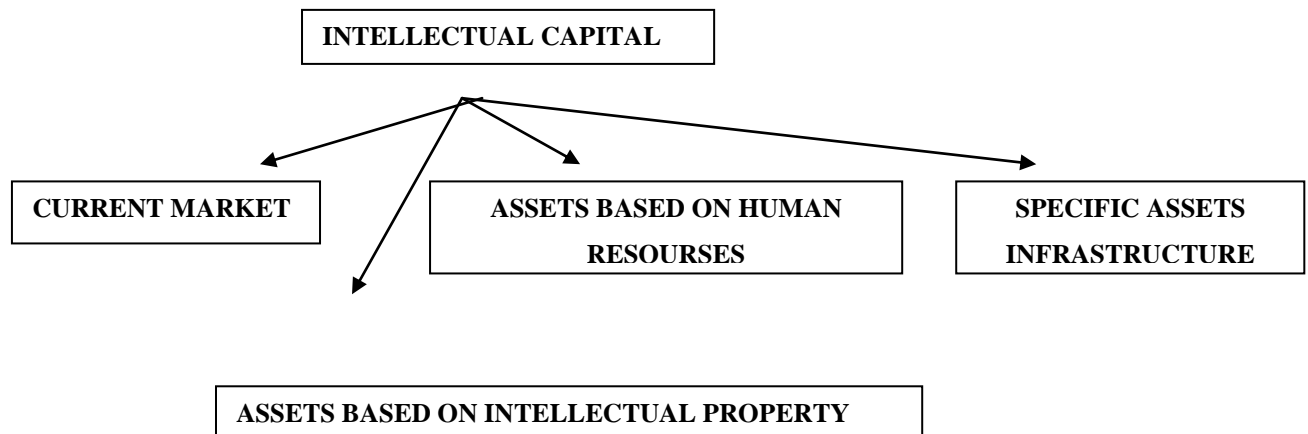 INTELLECTUAL CAPITAL
CURRENT MARKET
ASSETS BASED ON HUMAN
RESOURSES
SPECIFIC ASSETS
INFRASTRUCTURE
ASSETS BASED ON INTELLECTUAL PROPERTY